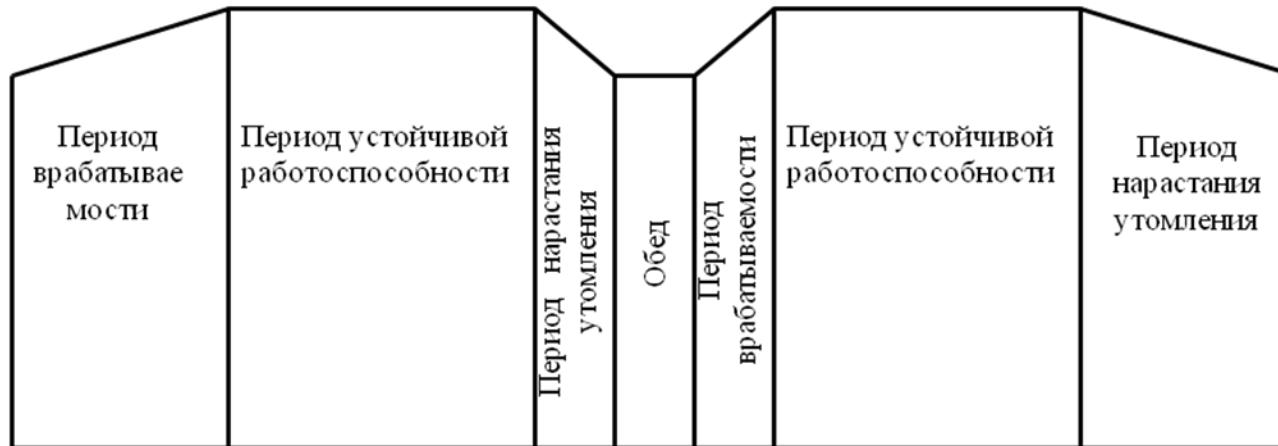 Период
врабатывае
мости
Период устойчивой
работоспособности
Период нарастания
утомления
Обед
Период
врабатываемости
Период устойчивой
работоспособности
Период
нарастания
утомления